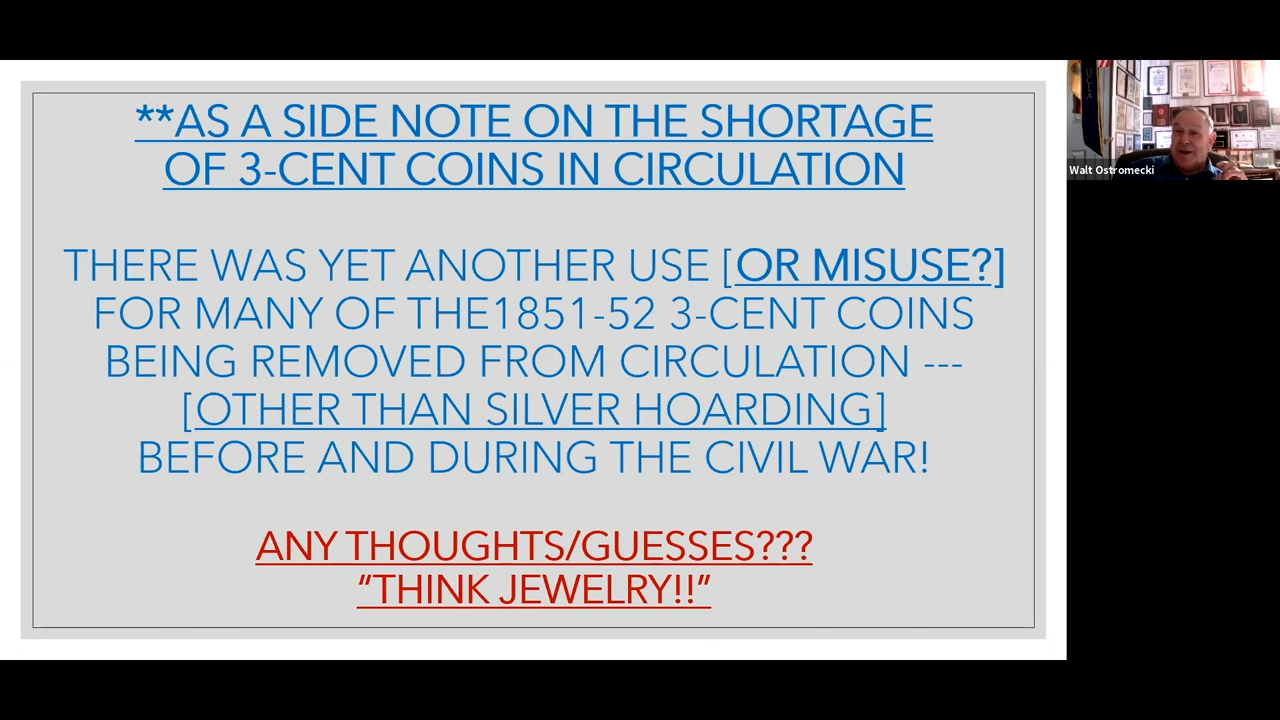 **AS A SIDE NOTE ON THE SHORTAGE
OF 3-CENT COINS IN CIRCULATION
THERE WAS YET ANOTHER USE [OR MISUSE?]
FOR MANY OF THE1851-52 3-CENT COINS
BEING REMOVED FROM CIRCULATION ---
[OTHER THAN SILVER HOARDING]
BEFORE AND DURING THE CIVIL WAR!
ANY THOUGHTS/GUESSES???
“THINK JEWELRY!!”
UCLA
Walt Ostromecki